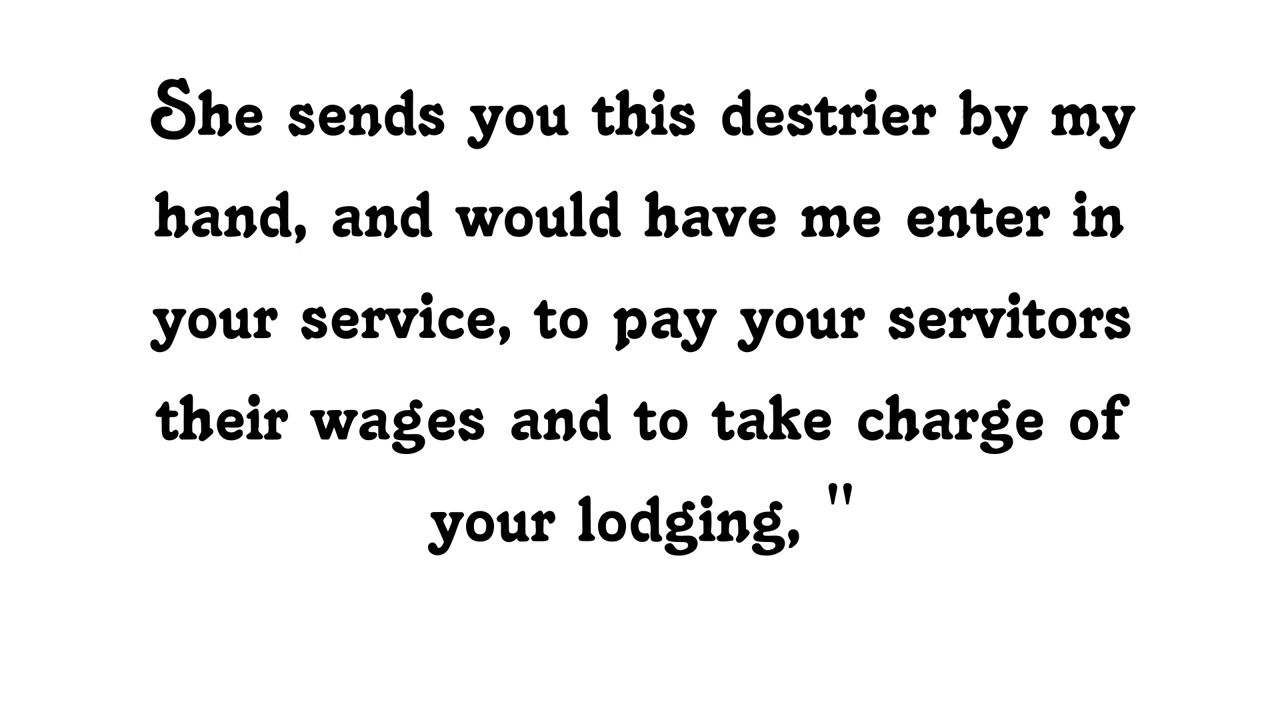 She sends you this destrier by my
hand, and would have me enter in
your service, to pay your servitors
their wages and to take charge of
your lodging, "